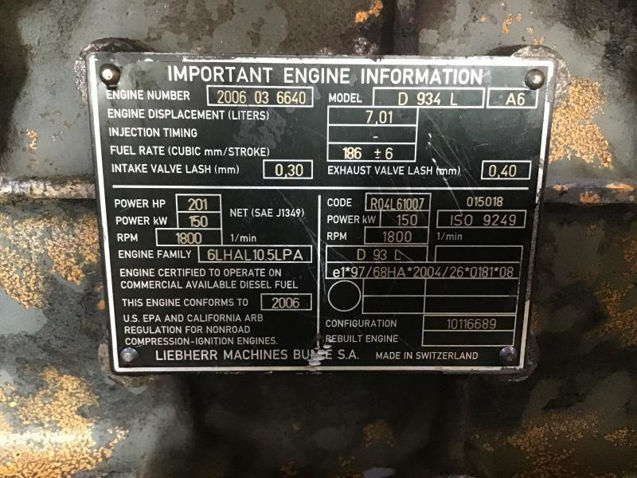 IMPORTANT ENGINE INFORMATION
ENGINE NUMBER 2006 03 6640 MODEL D 934 L A6
ENGINE DISPLACEMENT (LITERS) 7,01
INJECTION TIMING -
FUEL RATE (CUBIC mm/STROKE) 186 ± 6
INTAKE VALVE LASH (mm) 0,30 EXHAUST VALVE LASH (mm) 0,40
POWER HP 201
POWER kW 150 NET (SAE J1349)
RPM 1800 1/min
ENGINE FAMILY 6LHAL10.5LPA
ENGINE CERTIFIED TO OPERATE ON
COMMERCIAL AVAILABLE DIESEL FUEL
THIS ENGINE CONFORMS TO 2006
U.S. EPA AND CALIFORNIA ARB
REGULATION FOR NONROAD
COMPRESSION-IGNITION ENGINES.
CODE R04L61007 015018
POWER kW 150 ISO 9249
RPM 1800 1/min
D 93 L
e1*97/68HA*2004/26*0181*08
CONFIGURATION 10116689
REBUILT ENGINE
LIEBHERR MACHINES S.A. MADE IN SWITZERLAND